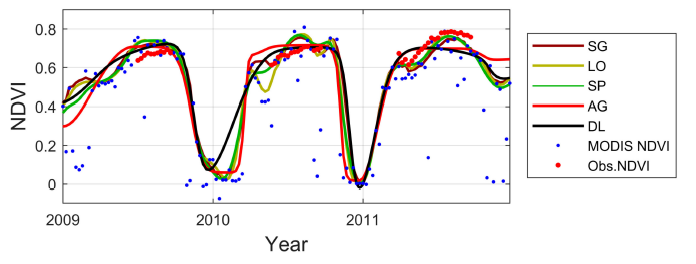 NDVI
0.8
0.6
0.4
0.2
0
2009
2010
2011
Year
SG
LO
SP
AG
DL
MODIS NDVI
Obs.NDVI